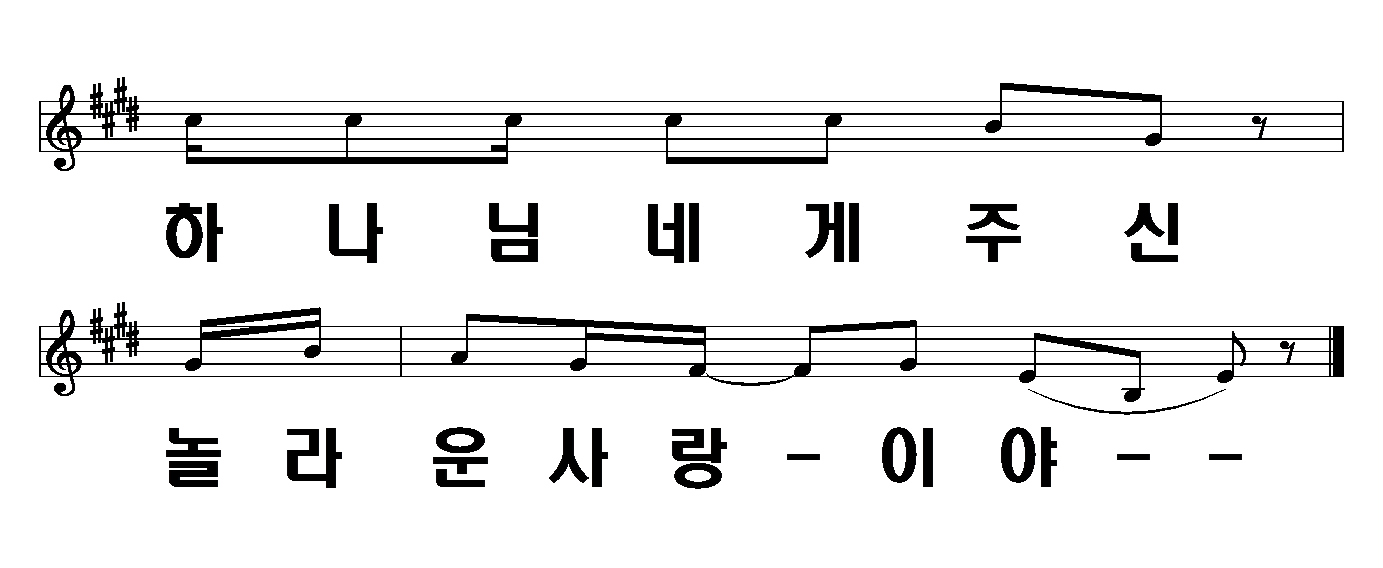 하 나 님 네 게 주 신
놀 라 운 사 랑 - 이 야 - -